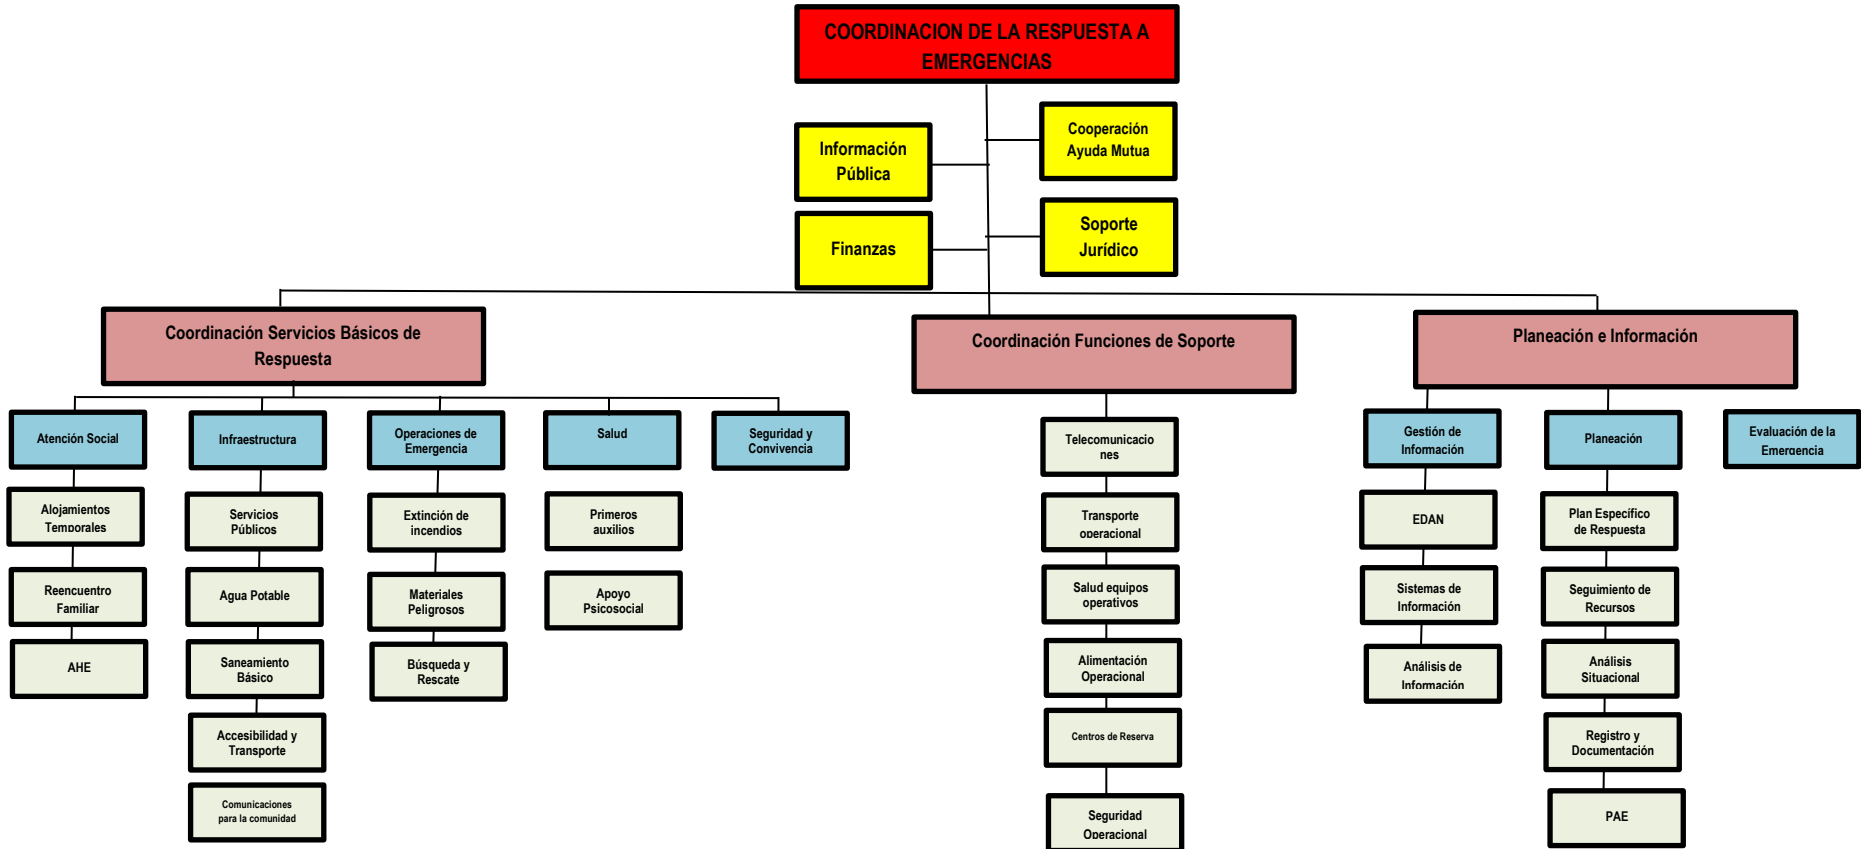 COORDINACION DE LA RESPUESTA A
EMERGENCIAS
Cooperación
Ayuda Mutua
Información
Pública
Soporte
Jurídico
Finanzas
Coordinación Servicios Básicos de
Respuesta
Coordinación Funciones de Soporte
Planeación e Información
Atención Social
Infraestructura
Operaciones de
Emergencia
Salud
Seguridad y
Convivencia
Telecomunicacio
nes
Gestión de
Información
Planeación
Evaluación de la
Emergencia
Alojamientos
Temporales
Servicios
Públicos
Extinción de
incendios
Primeros
auxilios
Transporte
operacional
EDAN
Plan Específico
de Respuesta
Reencuentro
Familiar
Agua Potable
Materiales
Peligrosos
Apoyo
Psicosocial
Salud equipos
operativos
Sistemas de
Información
Seguimiento de
Recursos
AHE
Saneamiento
Básico
Búsqueda y
Rescate
Alimentación
Operacional
Análisis de
Información
Análisis
Situacional
Accesibilidad y
Transporte
Centros de Reserva
Registro y
Documentación
Comunicaciones
para la comunidad
Seguridad
Operacional
PAE